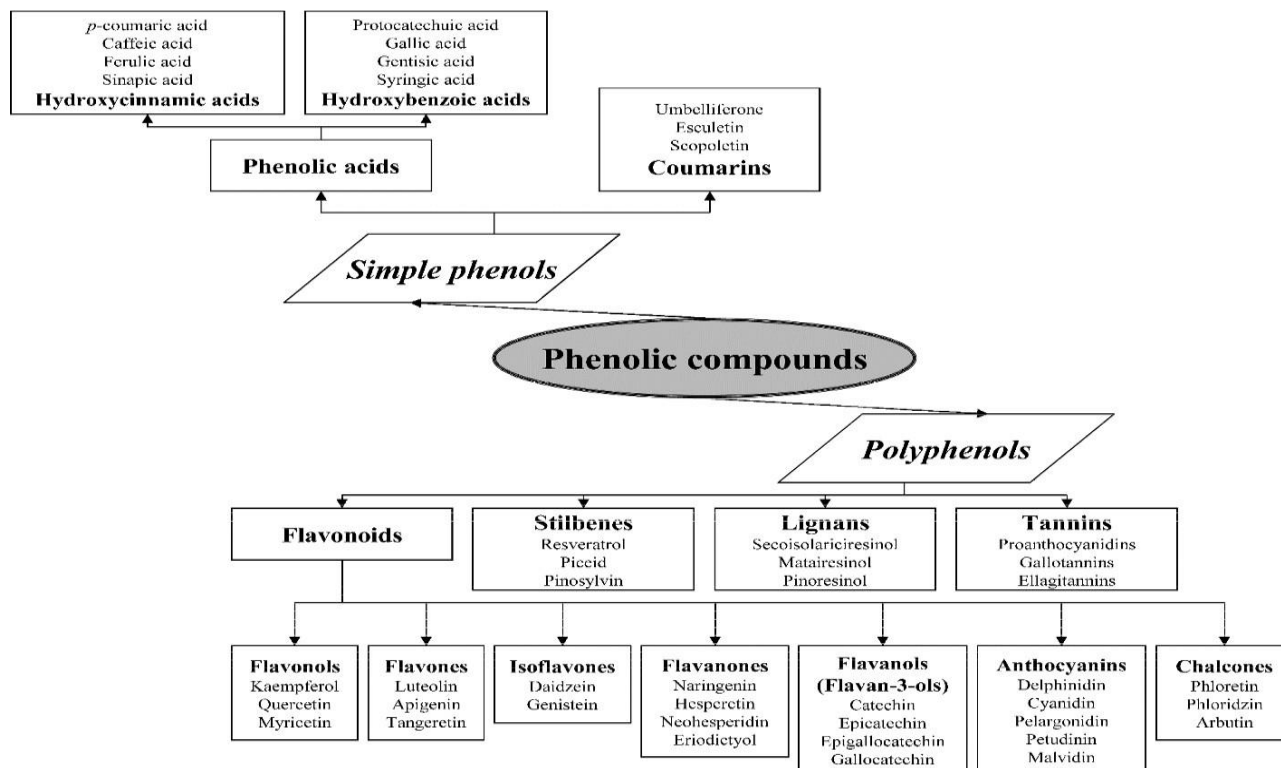 p-coumaric acid
Caffeic acid
Ferulic acid
Sinapic acid
Hydroxycinnamic acids
Protocatechuic acid
Gallic acid
Gentisic acid
Syringic acid
Hydroxybenzoic acids
Umbelliferone
Esculetin
Scopoletin
Coumarins
Phenolic acids
Simple phenols
Phenolic compounds
Polyphenols
Flavonoids
Stilbenes
Resveratrol
Piceid
Pinosylvin
Lignans
Secoisolariciresinol
Matairesinol
Pinoresinol
Tannins
Proanthocyanidins
Gallotannins
Ellagitannins
Flavonols
Kaempferol
Quercetin
Myricetin
Flavones
Luteolin
Apigenin
Tangeretin
Isoflavones
Daidzein
Genistein
Flavanones
Naringenin
Hesperetin
Neohesperidin
Eriodictyol
Flavanols
(Flavan-3-ols)
Catechin
Epicatechin
Epigallocatechin
Gallocatechin
Anthocyanins
Delphinidin
Cyanidin
Pelargonidin
Petudinin
Malvidin
Chalcones
Phloretin
Phloridzin
Arbutin